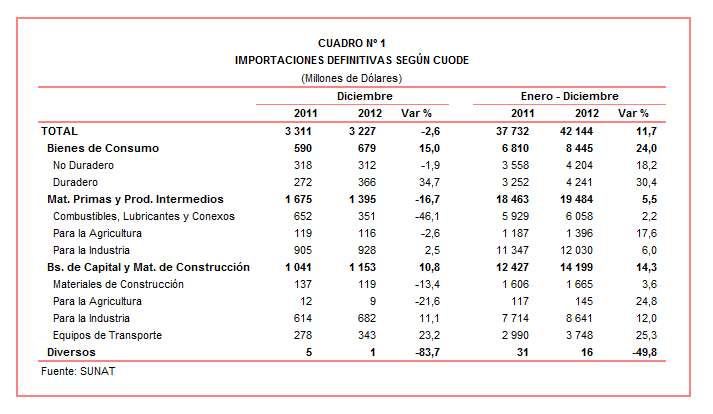 CUADRO Nº 1
IMPORTACIONES DEFINITIVAS SEGÚN CUODE
(Millones de Dólares)
Diciembre Enero - Diciembre
2011 2012 Var % 2011 2012 Var %
TOTAL 3 311 3 227 -2,6 37 732 42 144 11,7
Bienes de Consumo 590 679 15,0 6 810 8 445 24,0
No Duradero 318 312 -1,9 3 558 4 204 18,2
Duradero 272 366 34,7 3 252 4 241 30,4
Mat. Primas y Prod. Intermedios 1 675 1 395 -16,7 18 463 19 484 5,5
Combustibles, Lubricantes y Conexos 652 351 -46,1 5 929 6 058 2,2
Para la Agricultura 119 116 -2,6 1 187 1 396 17,6
Para la Industria 905 928 2,5 11 347 12 030 6,0
Bs. de Capital y Mat. de Construcción 1 041 1 153 10,8 12 427 14 199 14,3
Materiales de Construcción 137 119 -13,4 1 606 1 665 3,6
Para la Agricultura 12 9 -21,6 117 145 24,8
Para la Industria 614 682 11,1 7 714 8 641 12,0
Equipos de Transporte 278 343 23,2 2 990 3 748 25,3
Diversos 5 1 -83,7 31 16 -49,8
Fuente: SUNAT